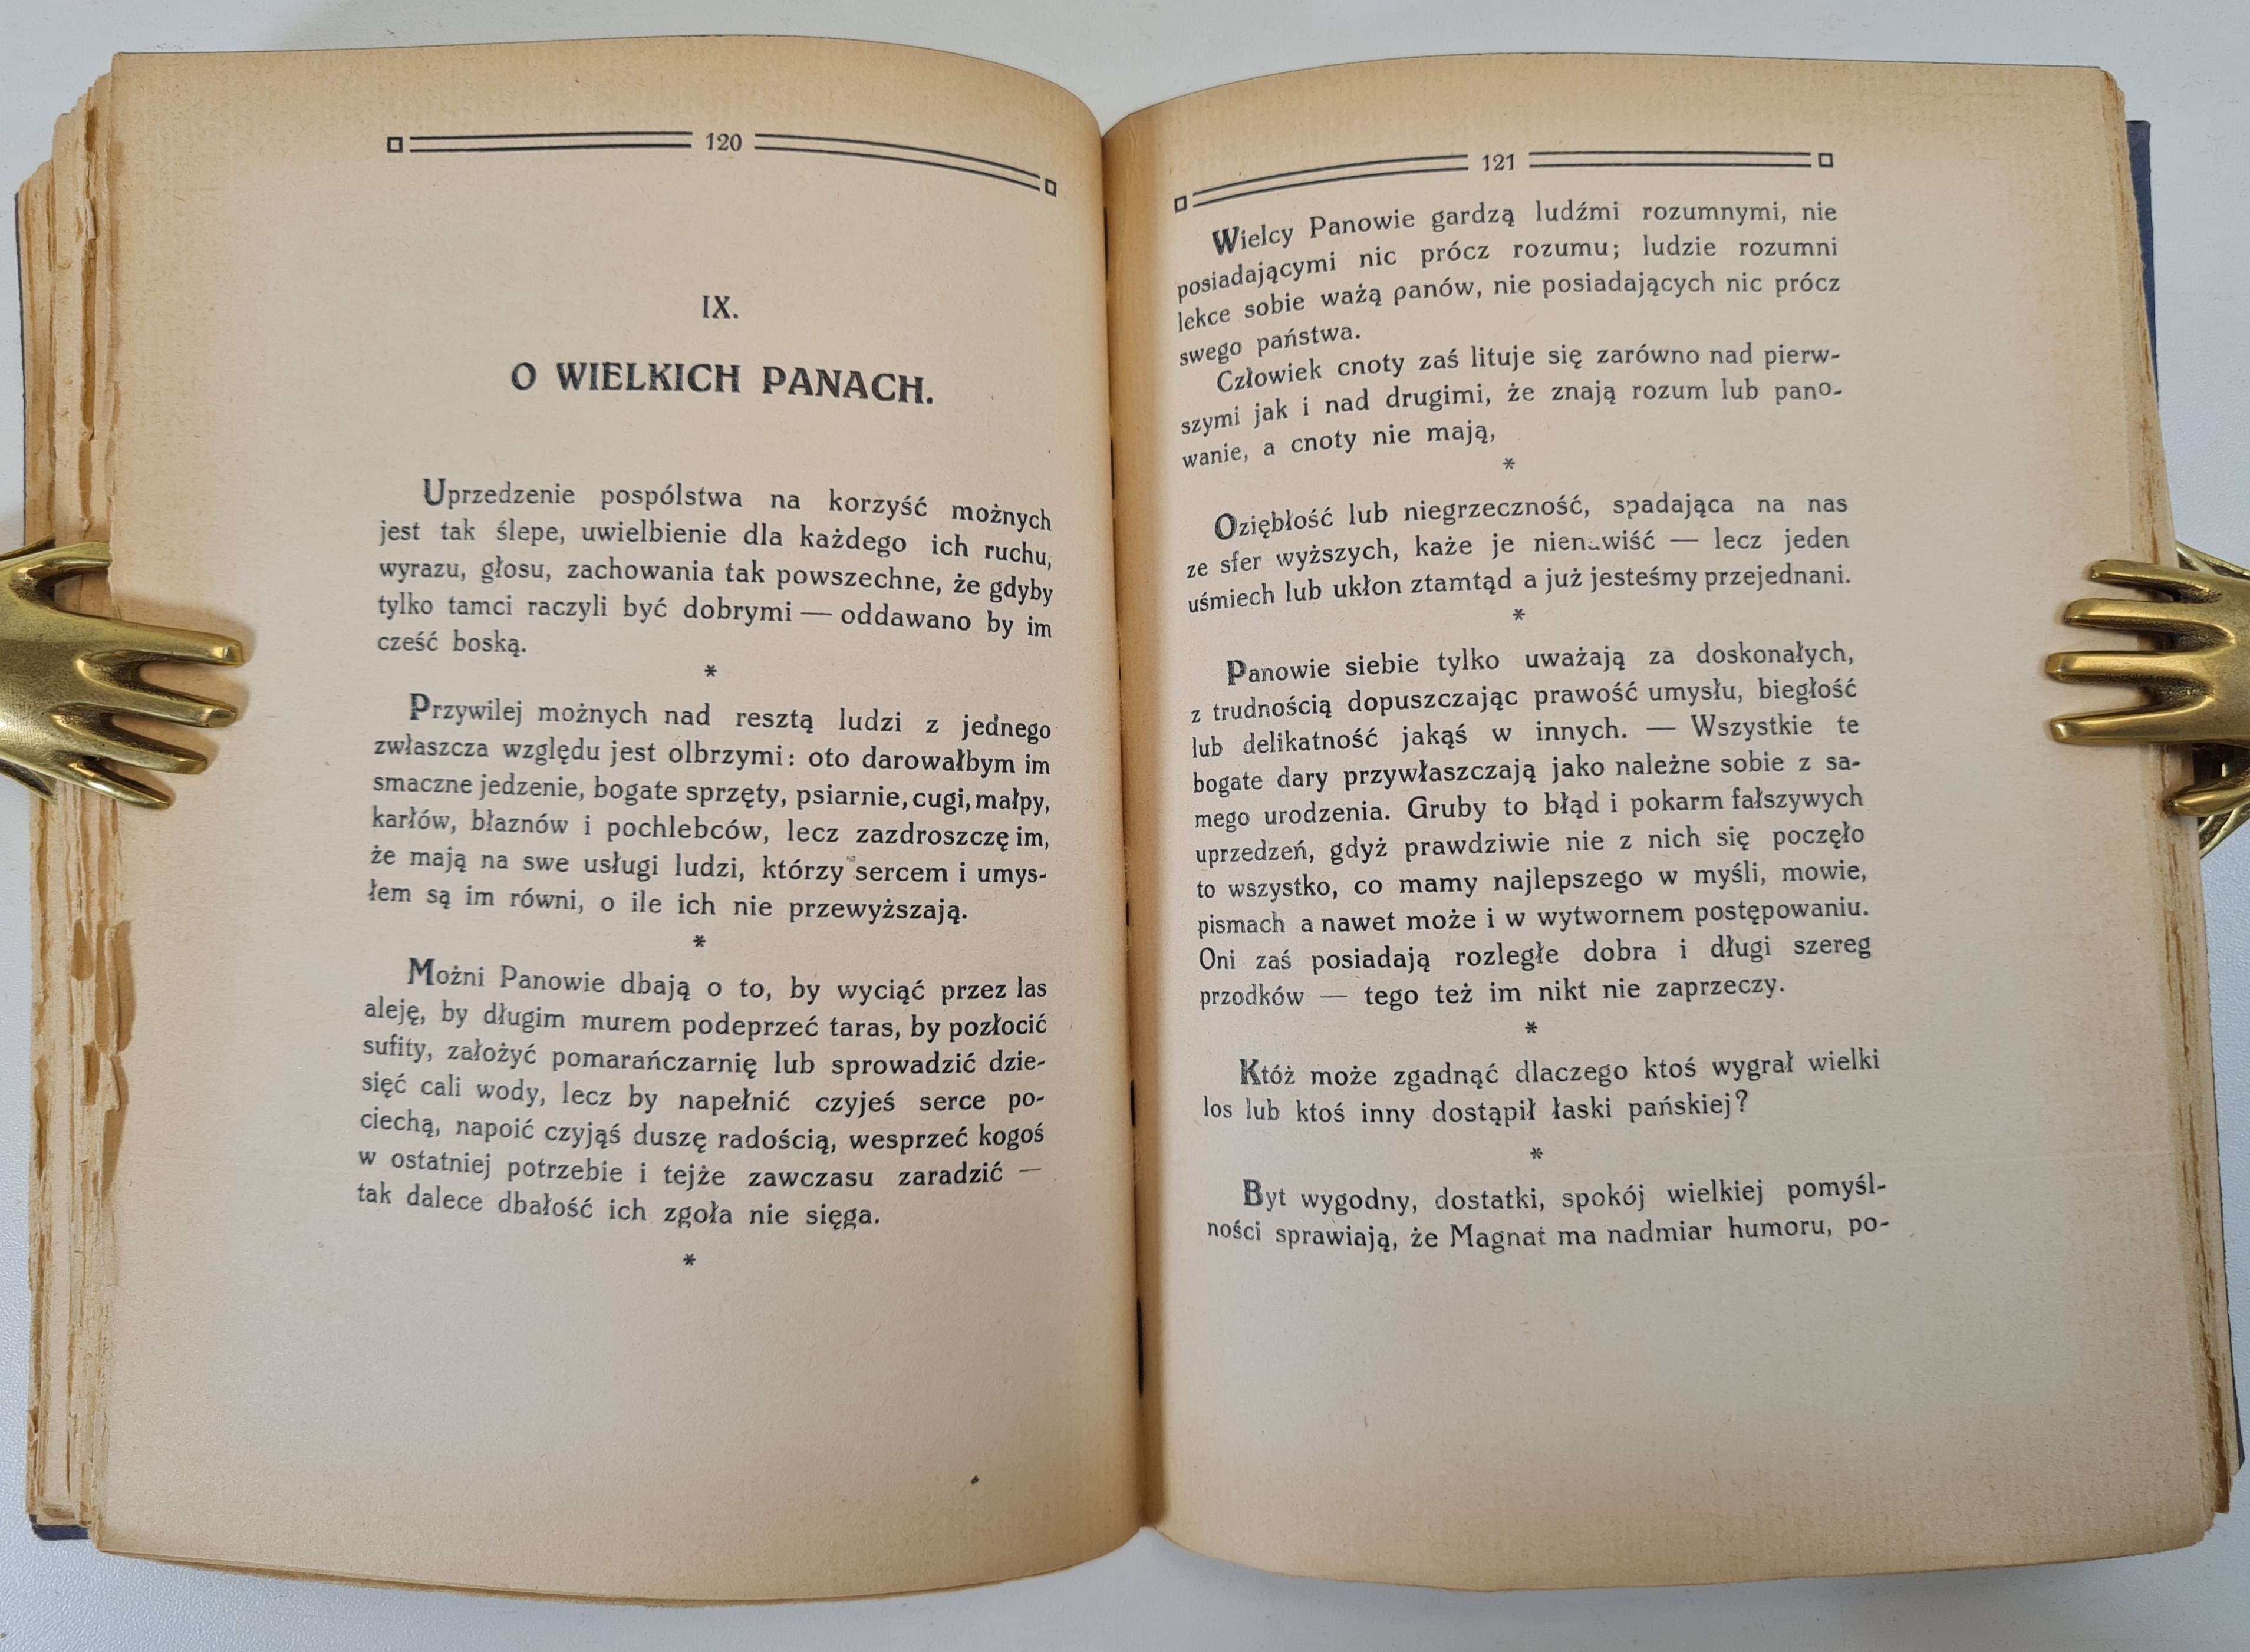 120
IX.
O WIELKICH PANACH.
Uprzedzenie pospólstwa na korzyść możnych
jest tak ślepe, uwielbienie dla każdego ich ruchu,
wyrazu, głosu, zachowania tak powszechne, że gdyby
tylko tamci raczyli być dobrymi — oddawano by im
cześć boską.
*
Przywilej możnych nad resztą ludzi z jednego
zwłaszcza względu jest olbrzymi: oto darowałbym im
smaczne jedzenie, bogate sprzęty, psiarnie, cugi, małpy,
karłów, błaznów i pochlebców, lecz zazdroszczę im,
że mają na swe usługi ludzi, którzy sercem i umys-
łem są im równi, o ile ich nie przewyższają.
*
Możni Panowie dbają o to, by wyciąć przez las
aleję, by długim murem podeprzeć taras, by pozłocić
sufity, założyć pomarańczarnię lub sprowadzić dzie-
sięć cali wody, lecz by napełnić czyjeś serce po-
ciechą, napoić czyjąś duszę radością, wesprzeć kogoś
w ostatniej potrzebie i tejże zawczasu zaradzić —
tak dalece dbałość ich zgoła nie sięga.
*
121
Wielcy Panowie gardzą ludźmi rozumnymi, nie
posiadającymi nic prócz rozumu; ludzie rozumni
lekce sobie ważą panów, nie posiadających nic prócz
swego państwa.
Człowiek cnoty zaś lituje się zarówno nad pierw-
szymi jak i nad drugimi, że znają rozum lub pano-
wanie, a cnoty nie mają,
*
Oziębłość lub niegrzeczność, spadająca na nas
ze sfer wyższych, każe je nienawiść — lecz jeden
uśmiech lub ukłon ztamtąd a już jesteśmy przejednani.
*
Panowie siebie tylko uważają za doskonałych,
z trudnością dopuszczając prawość umysłu, biegłość
lub delikatność jakąś w innych. — Wszystkie te
bogate dary przywłaszczają jako należne sobie z sa-
mego urodzenia. Gruby to błąd i pokarm fałszywych
uprzedzeń, gdyż prawdziwie nie z nich się poczęło
to wszystko, co mamy najlepszego w myśli, mowie,
pismach a nawet może i w wytwornem postępowaniu.
Oni zaś posiadają rozległe dobra i długi szereg
przodków — tego też im nikt nie zaprzeczy.
*
Któż może zgadnąć dlaczego ktoś wygrał wielki
los lub ktoś inny dostąpił łaski pańskiej?
*
Byt wygodny, dostatki, spokój wielkiej pomyśl-
ności sprawiają, że Magnat ma nadmiar humoru, po-